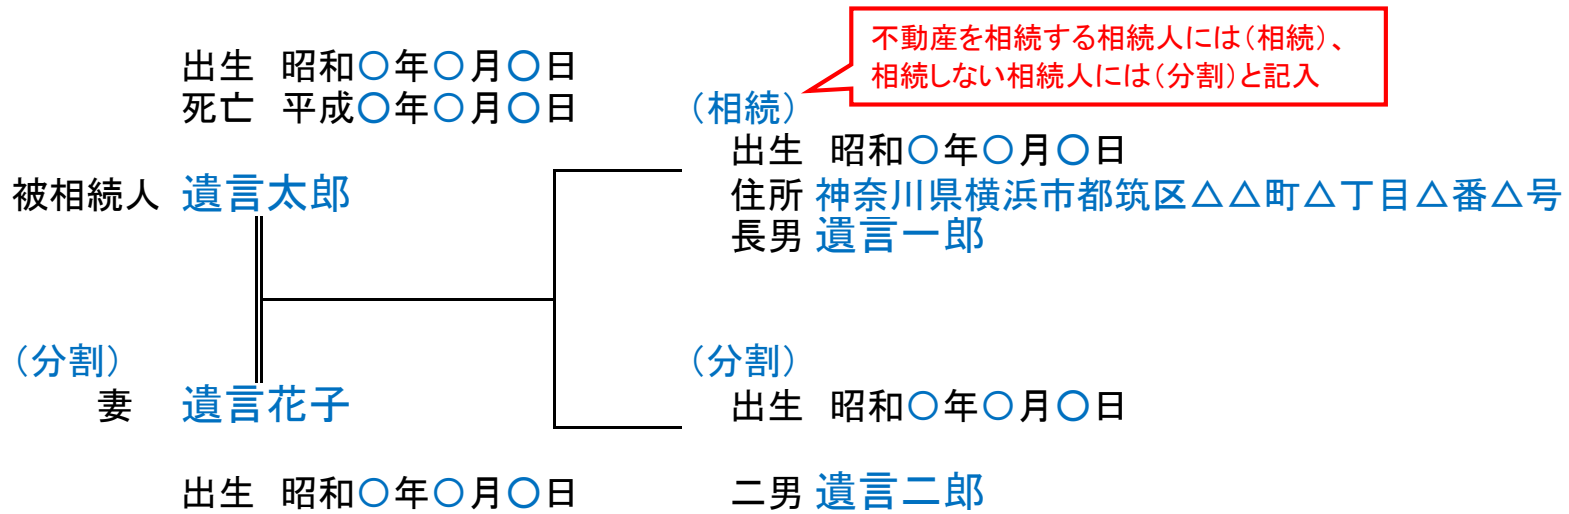 不動産を相続する相続人には（相続）、
相続しない相続人には（分割）と記入
出生 昭和○年○月○日
死亡 平成○年○月○日
被相続人 遺言太郎
（分割）
妻 遺言花子
出生 昭和○年○月○日
（相続）
出生 昭和○年○月○日
住所 神奈川県横浜市都筑区△△町△丁目△番△号
長男 遺言一郎
（分割）
出生 昭和○年○月○日
二男 遺言二郎